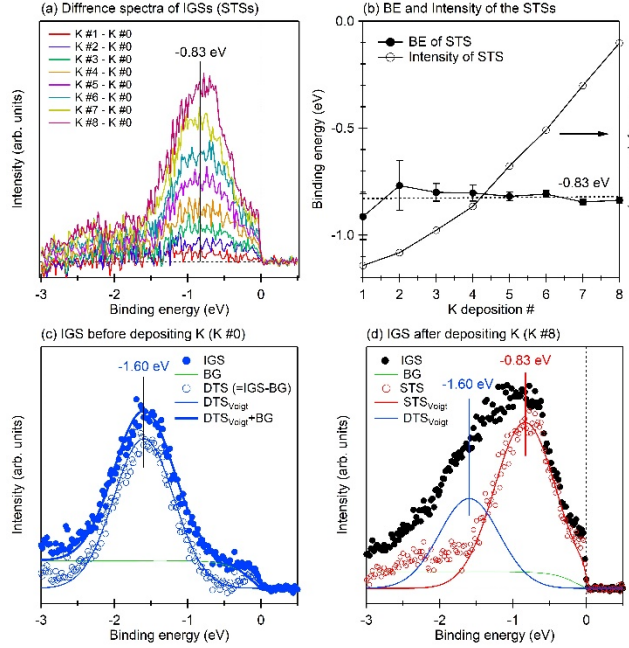 (a) Diffrence spectra of IGSs (STSs)
K #1 - K #0
K #2 - K #0
K #3 - K #0
K #4 - K #0
K #5 - K #0
K #6 - K #0
K #7 - K #0
K #8 - K #0
-0.83 eV
Intensity (arb. units)
-3 -2 -1 0
Binding energy (eV)
(b) BE and Intensity of the STSs
BE of STS
Intensity of STS
-0.83 eV
0.0
-0.5
-1.0
Binding energy (eV)
1 2 3 4 5 6 7 8
K deposition #
(c) IGS before depositing K (K #0)
-1.60 eV
IGS
BG
DTS (=IGS-BG)
DTSVoigt
DTSVoigt+BG
Intensity (arb. units)
-3 -2 -1 0
Binding energy (eV)
(d) IGS after depositing K (K #8)
-0.83 eV
-1.60 eV
IGS
BG
STS
STSVoigt
DTSVoigt
Intensity (arb. units)
-3 -2 -1 0
Binding energy (eV)